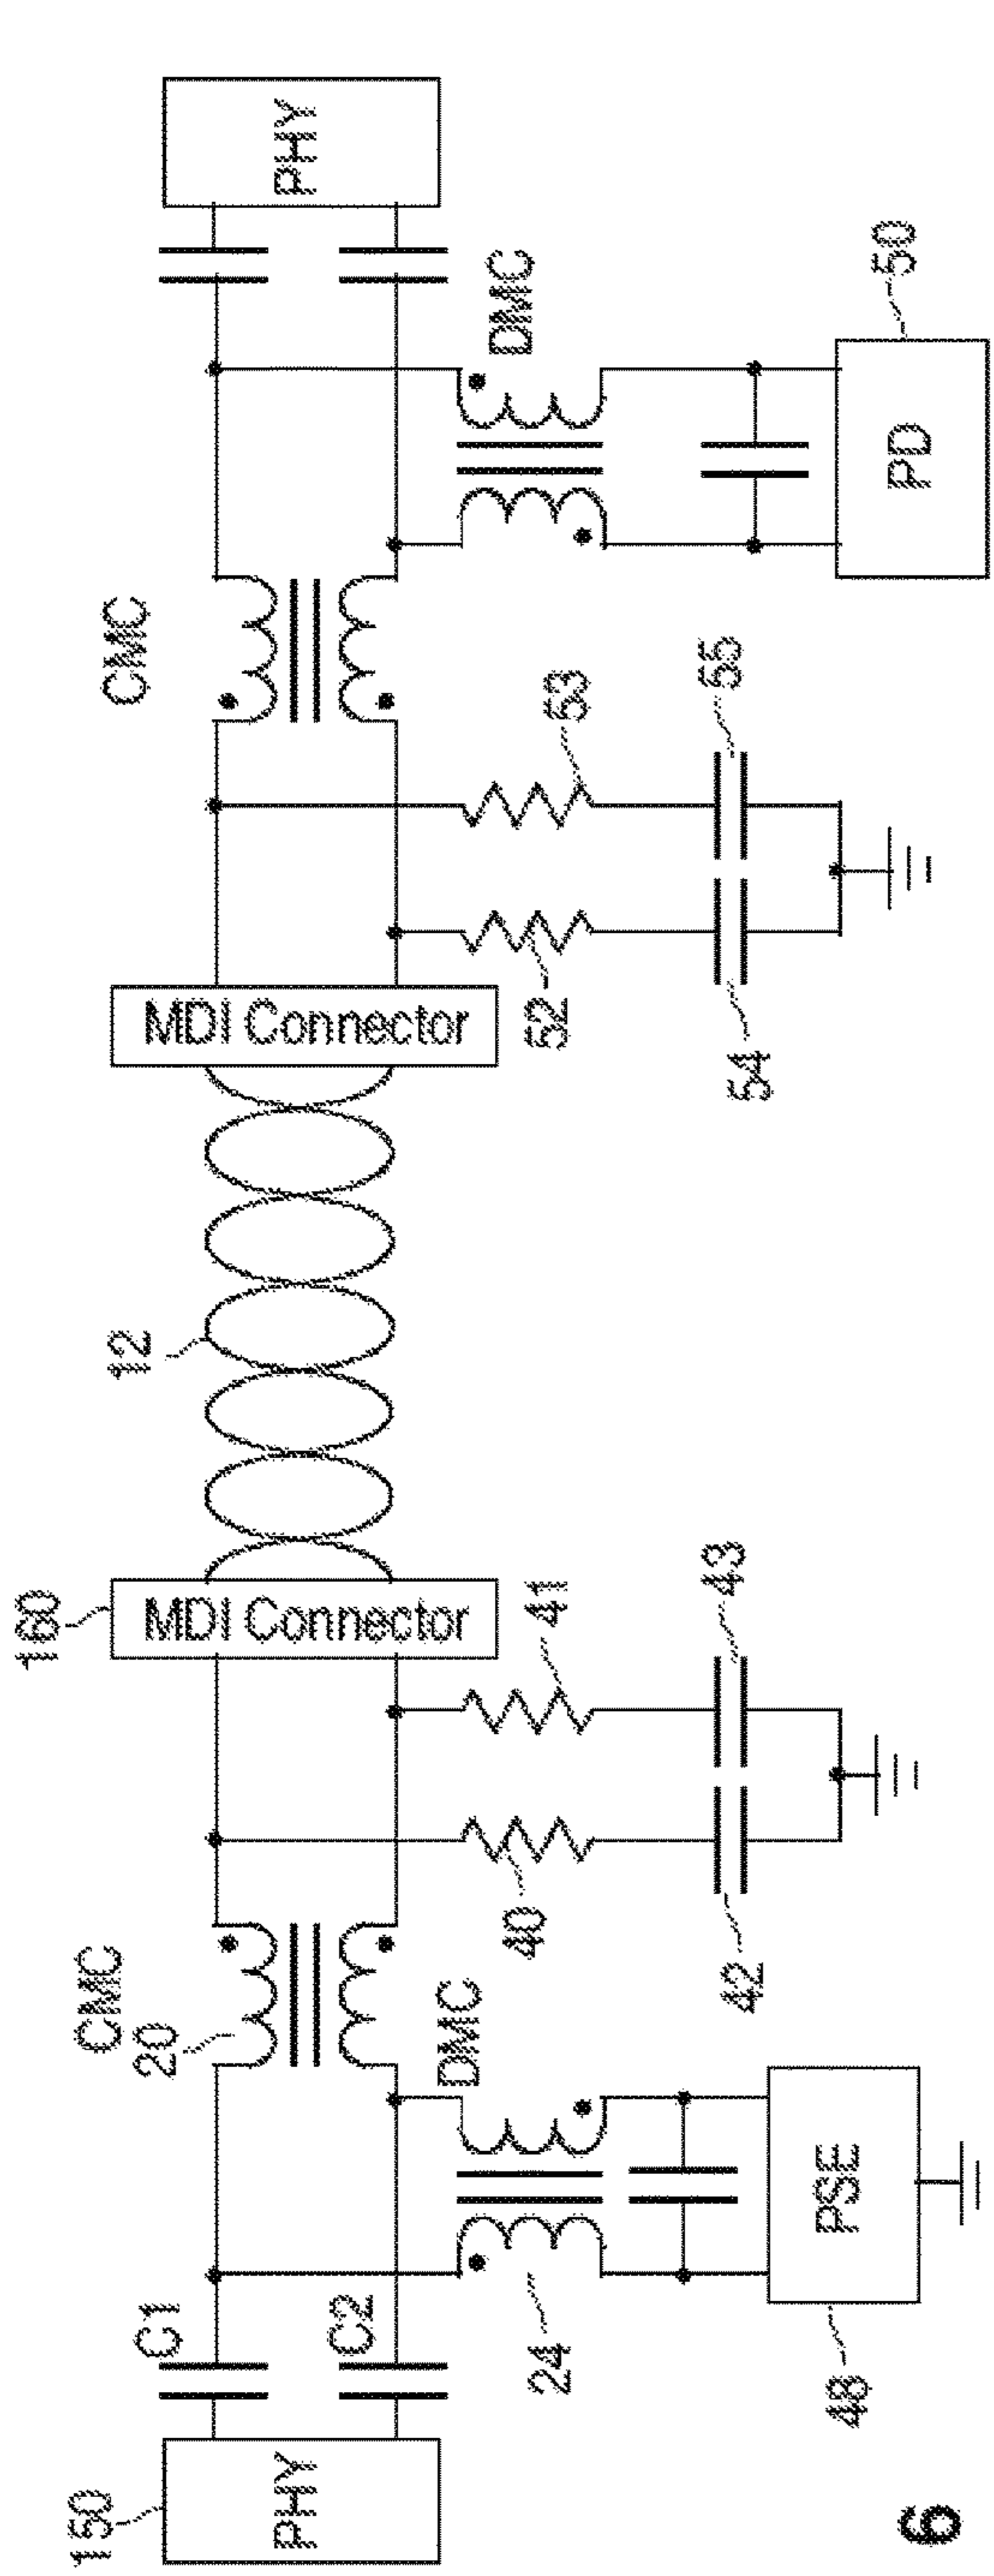 150
PHY
C1
C2
24
48
PSE
DMC
CMC
20
40
41
42
43
160
MDI Connector
12
MDI Connector
52
53
54
55
CMC
DMC
50
PD
PHY
6